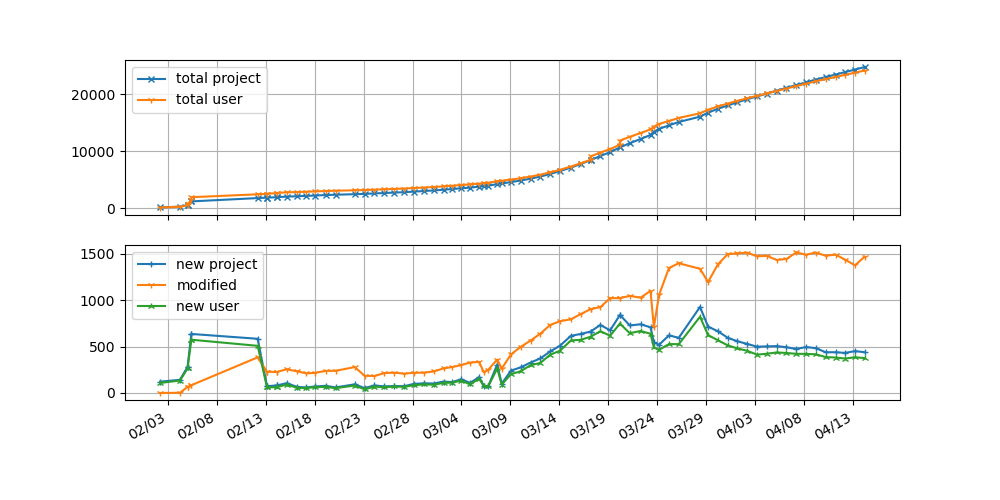 total project
total user
20000
10000
0
new project
modified
new user
1500
1000
500
0
02/03 02/08 02/13 02/18 02/23 02/28 03/04 03/09 03/14 03/19 03/24 03/29 04/03 04/08 04/13